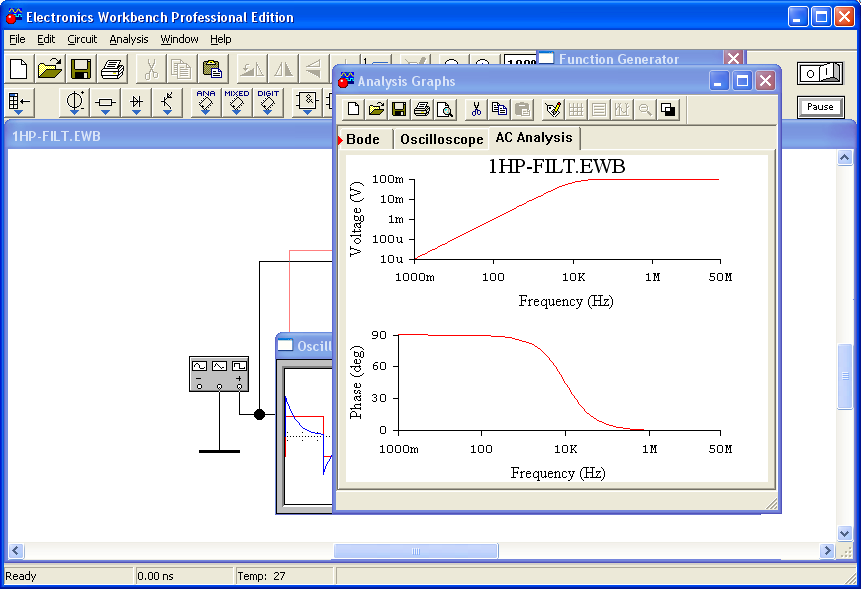 Electronics Workbench Professional Edition
File Edit Circuit Analysis Window Help
Function Generator
Analysis Graphs
O I
ANA MIXED DIGIT
Pause
1HP-FILT.EWB
Bode Oscilloscope AC Analysis
1HP-FILT.EWB
Voltage (V)
100m
10m
1m
100u
10u
1000m 100 10K 1M 50M
Frequency (Hz)
Oscill
Phase (deg)
90
60
30
0
1000m 100 10K 1M 50M
Frequency (Hz)
Ready 0.00 ns Temp: 27